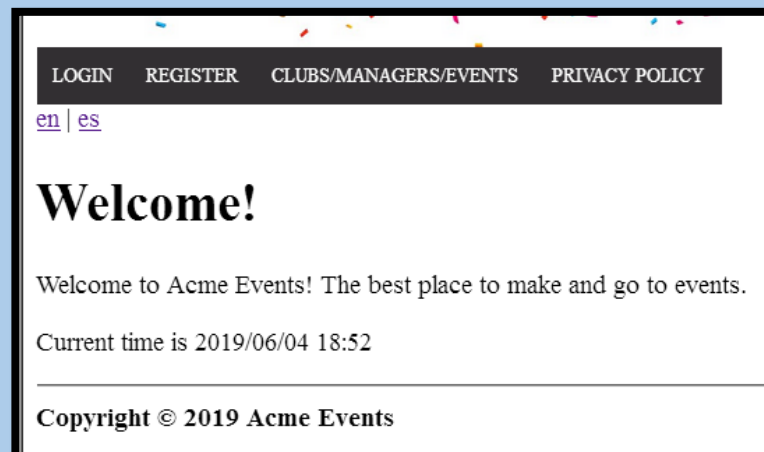 LOGIN REGISTER CLUBS/MANAGERS/EVENTS PRIVACY POLICY
en | es
Welcome!
Welcome to Acme Events! The best place to make and go to events.
Current time is 2019/06/04 18:52
Copyright © 2019 Acme Events